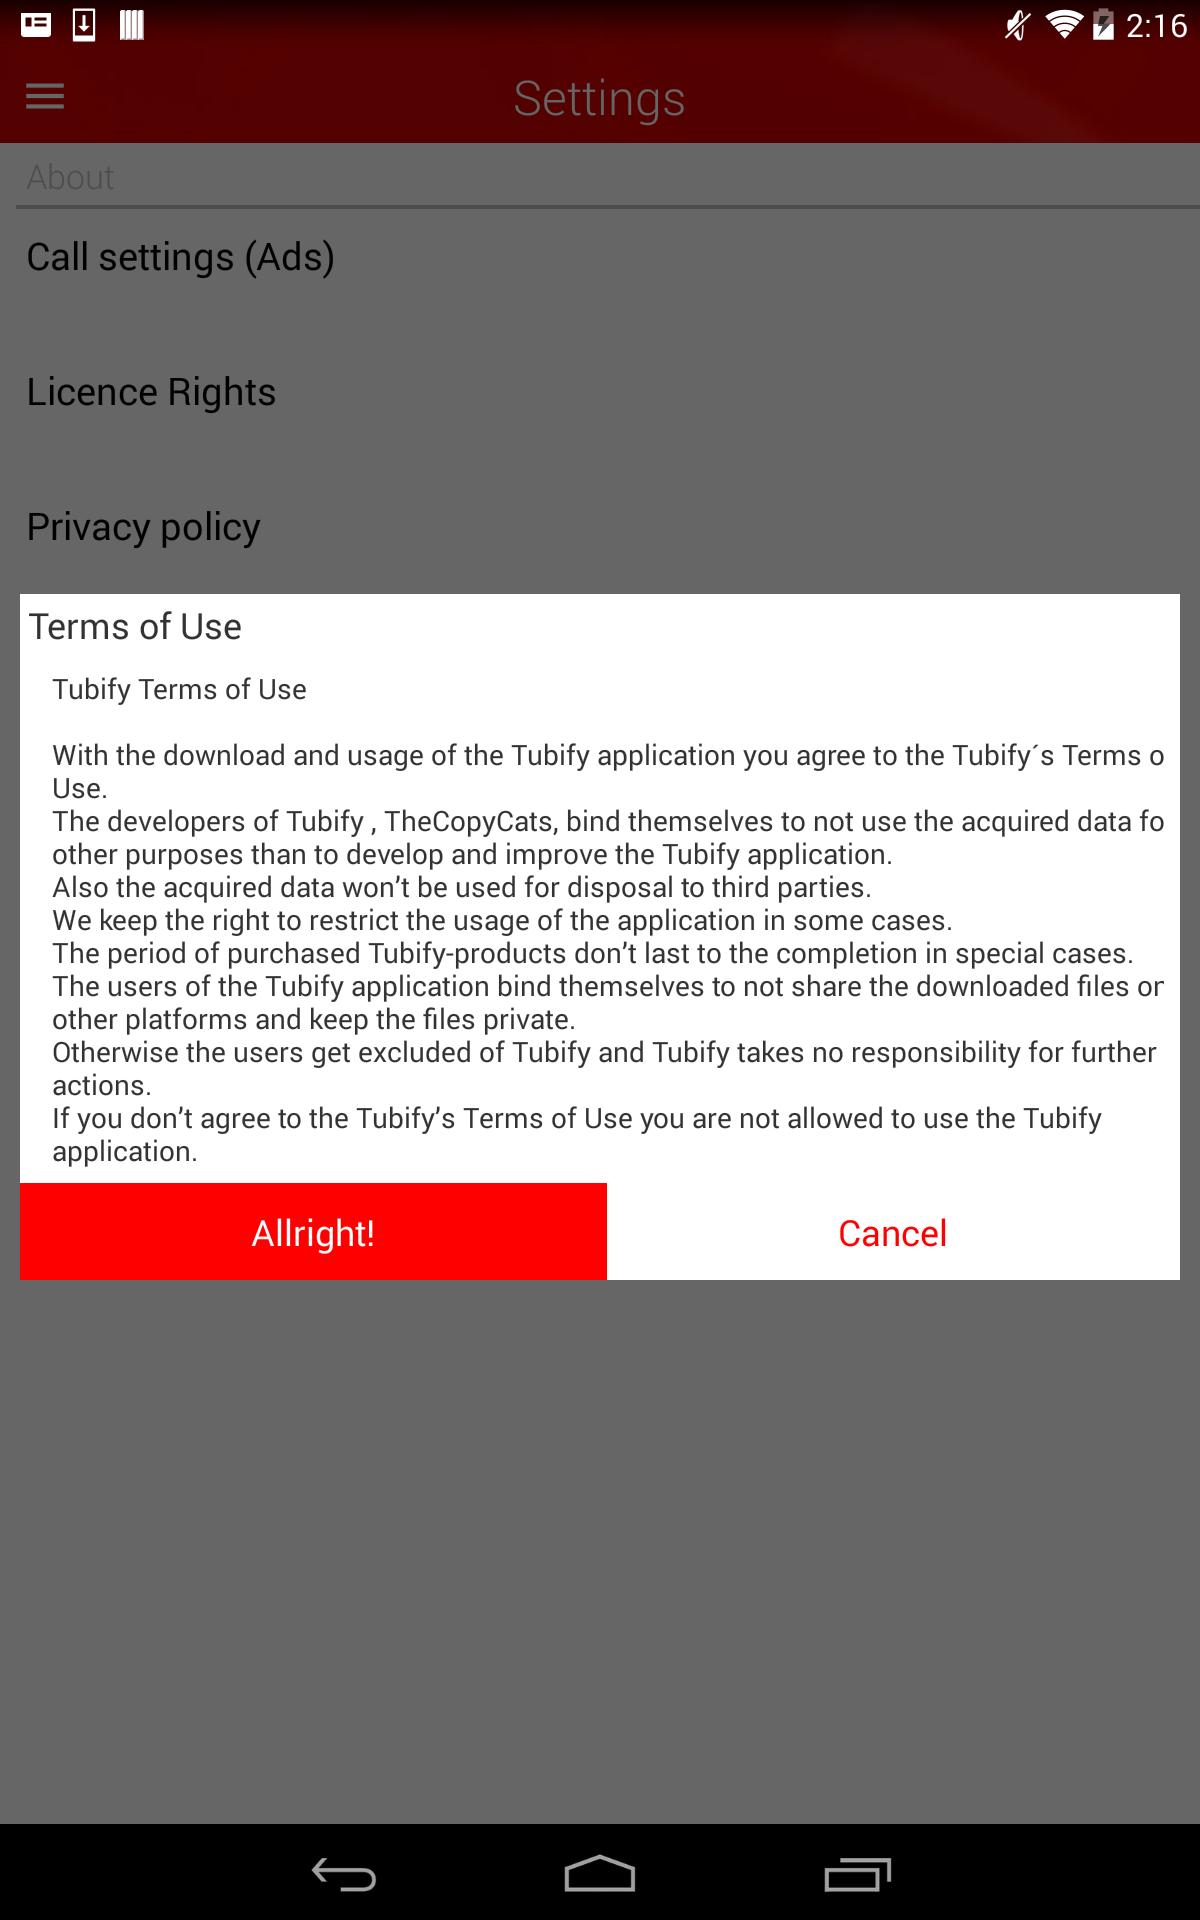 2:16
Settings
About
Call settings (Ads)
Licence Rights
Privacy policy
Terms of Use
Tubify Terms of Use
With the download and usage of the Tubify application you agree to the Tubify´s Terms o
Use.
The developers of Tubify , TheCopyCats, bind themselves to not use the acquired data fo
other purposes than to develop and improve the Tubify application.
Also the acquired data won’t be used for disposal to third parties.
We keep the right to restrict the usage of the application in some cases.
The period of purchased Tubify-products don’t last to the completion in special cases.
The users of the Tubify application bind themselves to not share the downloaded files on
other platforms and keep the files private.
Otherwise the users get excluded of Tubify and Tubify takes no responsibility for further
actions.
If you don’t agree to the Tubify’s Terms of Use you are not allowed to use the Tubify
application.
Allright!
Cancel